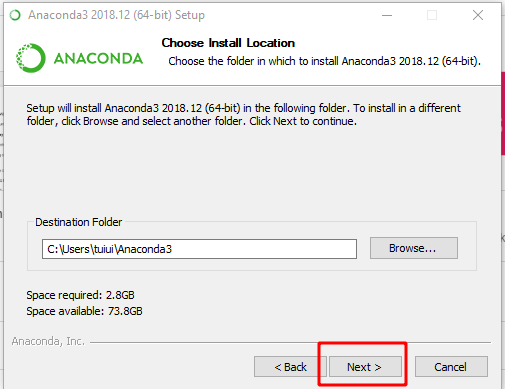 Anaconda3 2018.12 (64-bit) Setup
ANACONDA
Choose Install Location
Choose the folder in which to install Anaconda3 2018.12 (64-bit).
Setup will install Anaconda3 2018.12 (64-bit) in the following folder. To install in a different
folder, click Browse and select another folder. Click Next to continue.
Destination Folder
C:\Users\tuiui\Anaconda3
Browse...
Space required: 2.8GB
Space available: 73.8GB
Anaconda, Inc.
< Back
Next >
Cancel